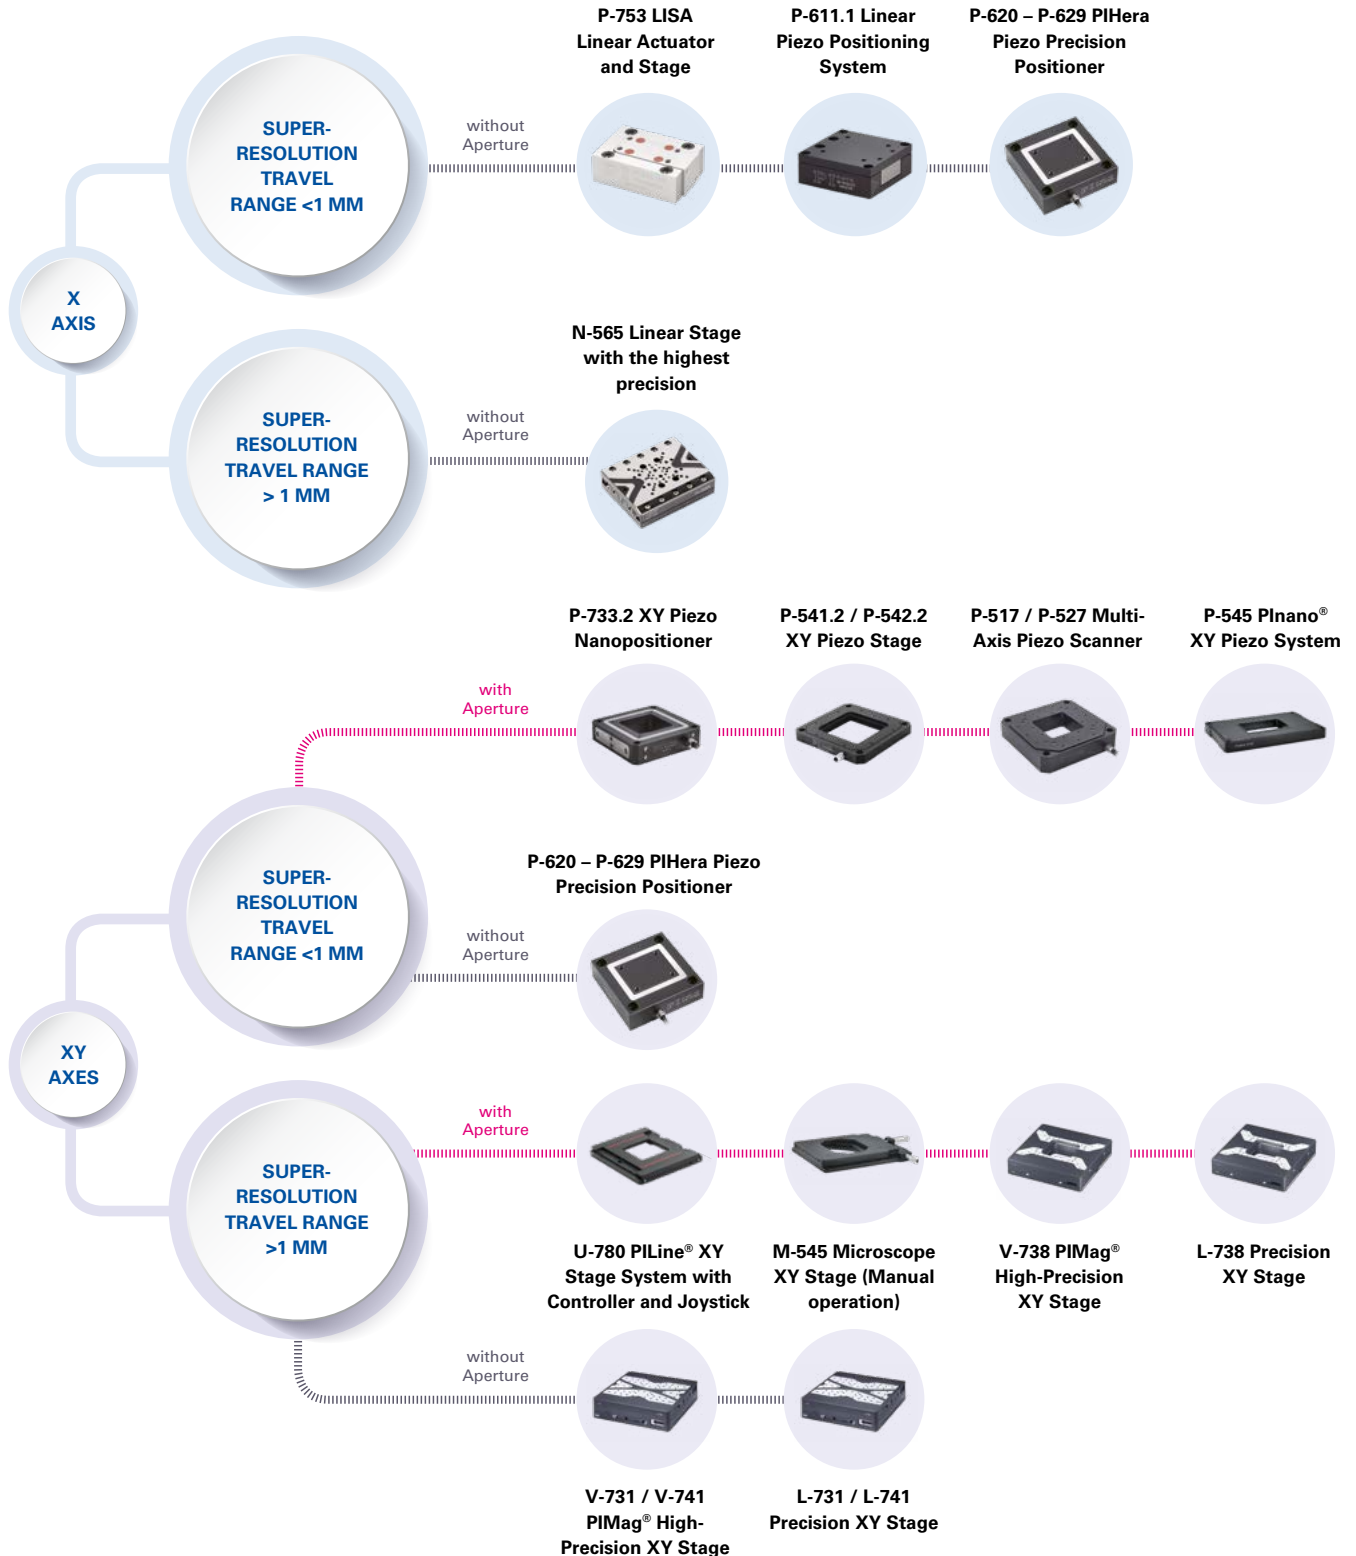 P-753 LISA
Linear Actuator
and Stage
P-611.1 Linear
Piezo Positioning
System
P-620 – P-629 PIHera
Piezo Precision
Positioner
SUPER-
RESOLUTION
TRAVEL
RANGE <1 MM
without
Aperture
X
AXIS
N-565 Linear Stage
with the highest
precision
SUPER-
RESOLUTION
TRAVEL RANGE
> 1 MM
without
Aperture
P-733.2 XY Piezo
Nanopositioner
P-541.2 / P-542.2
XY Piezo Stage
P-517 / P-527 Multi-
Axis Piezo Scanner
P-545 PInano®
XY Piezo System
with
Aperture
SUPER-
RESOLUTION
TRAVEL
RANGE <1 MM
P-620 – P-629 PIHera Piezo
Precision Positioner
without
Aperture
XY
AXES
SUPER-
RESOLUTION
TRAVEL RANGE
>1 MM
with
Aperture
U-780 PILine® XY
Stage System with
Controller and Joystick
M-545 Microscope
XY Stage (Manual
operation)
V-738 PIMag®
High-Precision
XY Stage
L-738 Precision
XY Stage
without
Aperture
V-731 / V-741
PIMag® High-
Precision XY Stage
L-731 / L-741
Precision XY Stage